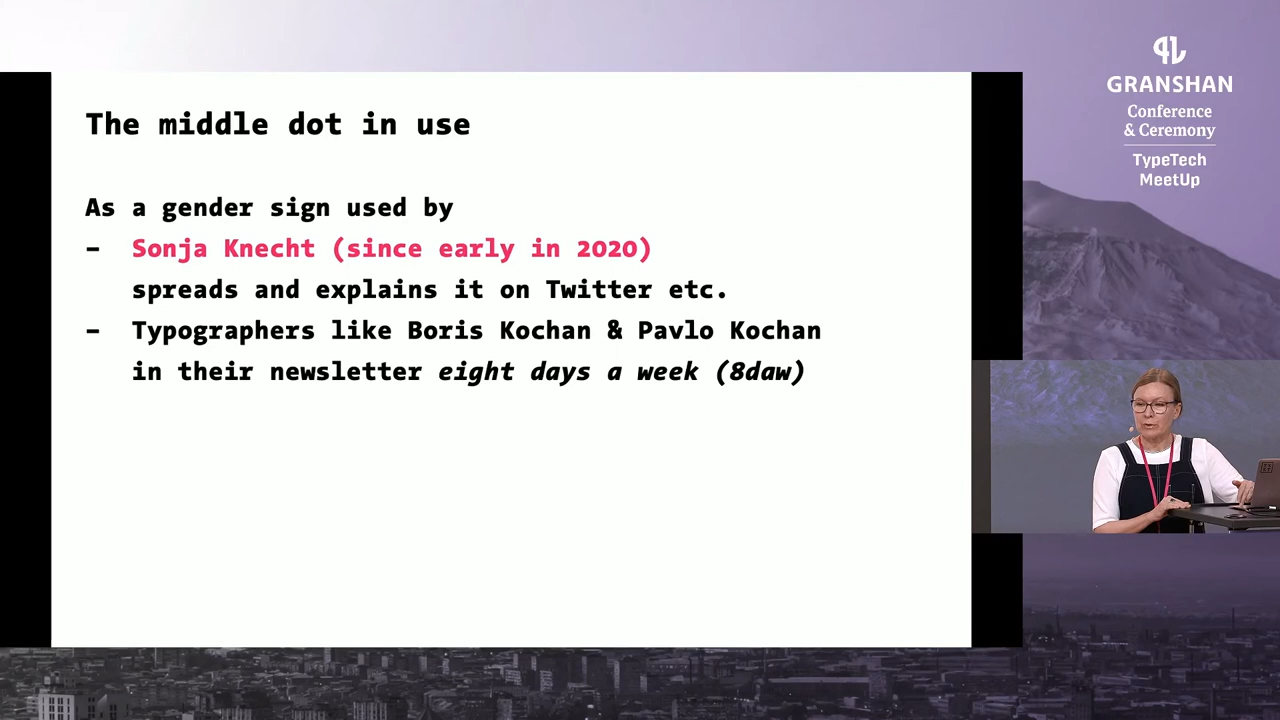 The middle dot in use
As a gender sign used by
– Sonja Knecht (since early in 2020)
spreads and explains it on Twitter etc.
– Typographers like Boris Kochan & Pavlo Kochan
in their newsletter eight days a week (8daw)
GRANSHAN
Conference
& Ceremony
TypeTech
MeetUp